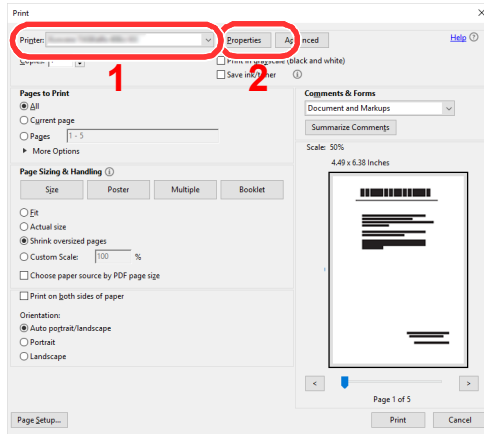 Print
Printer: Properties Advanced Help
Copies: 1 Print in grayscale (black and white)
1 2
Save ink/toner
Pages to Print
All
Current page
Pages 1 - 5
More Options
Comments & Forms
Document and Markups
Summarize Comments
Scale: 50%
4.49 x 6.38 Inches
Page Sizing & Handling
Size Poster Multiple Booklet
Fit
Actual size
Shrink oversized pages
Custom Scale: 100 %
Choose paper source by PDF page size
Print on both sides of paper
Orientation:
Auto portrait/landscape
Portrait
Landscape
< >
Page 1 of 5
Page Setup... Print Cancel